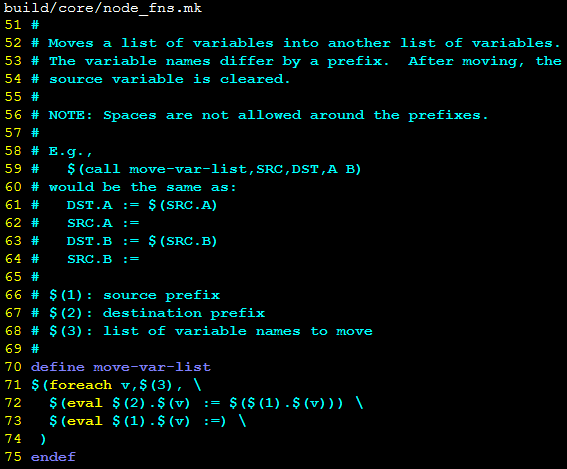 build/core/node_fns.mk
51 #
52 # Moves a list of variables into another list of variables.
53 # The variable names differ by a prefix.  After moving, the
54 # source variable is cleared.
55 #
56 # NOTE: Spaces are not allowed around the prefixes.
57 #
58 # E.g.,
59 #   $(call move-var-list,SRC,DST,A B)
60 # would be the same as:
61 #   DST.A := $(SRC.A)
62 #   SRC.A :=
63 #   DST.B := $(SRC.B)
64 #   SRC.B :=
65 #
66 # $(1): source prefix
67 # $(2): destination prefix
68 # $(3): list of variable names to move
69 #
70 define move-var-list
71 $(foreach v,$(3), \
72   $(eval $(2).$(v) := $($(1).$(v))) \
73   $(eval $(1).$(v) :=) \
74  )
75 endef